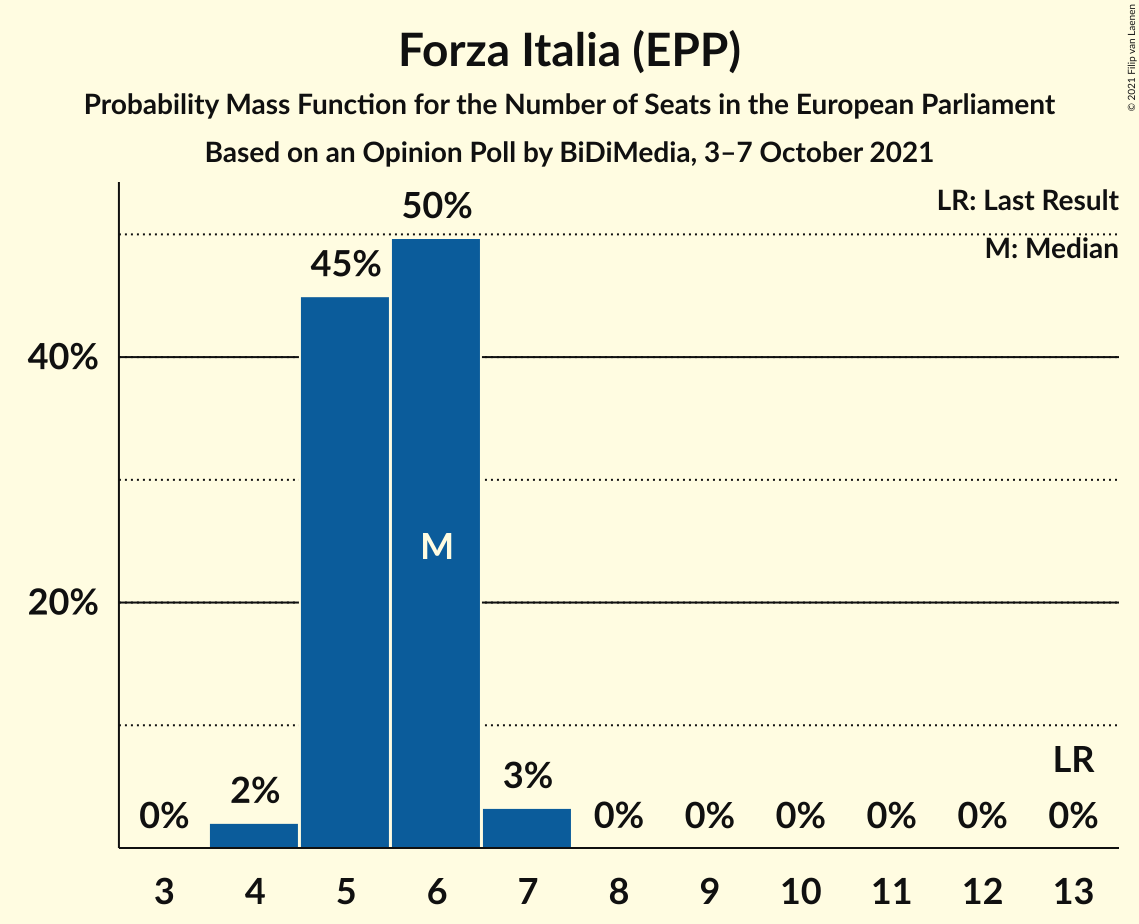 Forza Italia (EPP)
Probability Mass Function for the Number of Seats in the European Parliament
Based on an Opinion Poll by BiDiMedia, 3–7 October 2021
© 2021 Filip van Laenen
LR: Last Result
M: Median
50%
45%
40%
M
20%
LR
3%
2%
0% 0% 0% 0% 0% 0% 0%
3 4 5 6 7 8 9 10 11 12 13